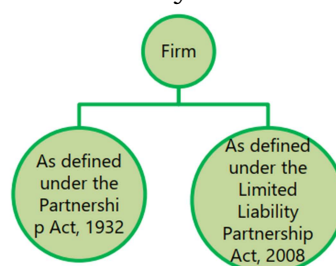 Firm
As defined
under the
Partnershi
p Act, 1932
As defined
under the
Limited
Liability
Partnership
Act, 2008